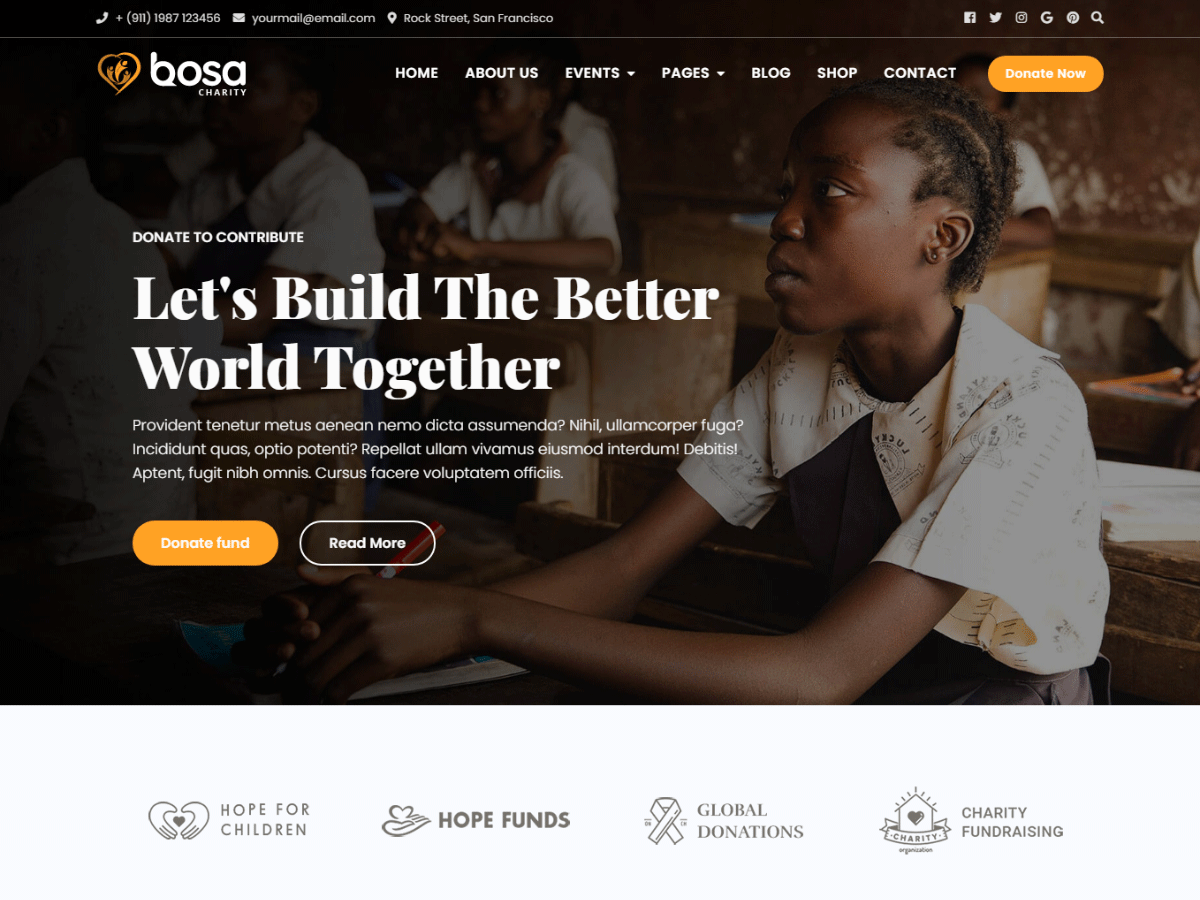 + (911) 1987 123456 yourmail@email.com Rock Street, San Francisco
bosa
CHARITY
HOME ABOUT US EVENTS PAGES BLOG SHOP CONTACT Donate Now
DONATE TO CONTRIBUTE
Let's Build The Better
World Together
Provident tenetur metus aenean nemo dicta assumenda? Nihil, ullamcorper fuga?
Incididunt quas, optio potenti? Repellat ullam vivamus eiusmod interdum! Debitis!
Aptent, fugit nibh omnis. Cursus facere voluptatem officiis.
Donate fund Read More
HOPE FOR
CHILDREN
HOPE FUNDS
GLOBAL
DONATIONS
CHARITY
organization
CHARITY
FUNDRAISING